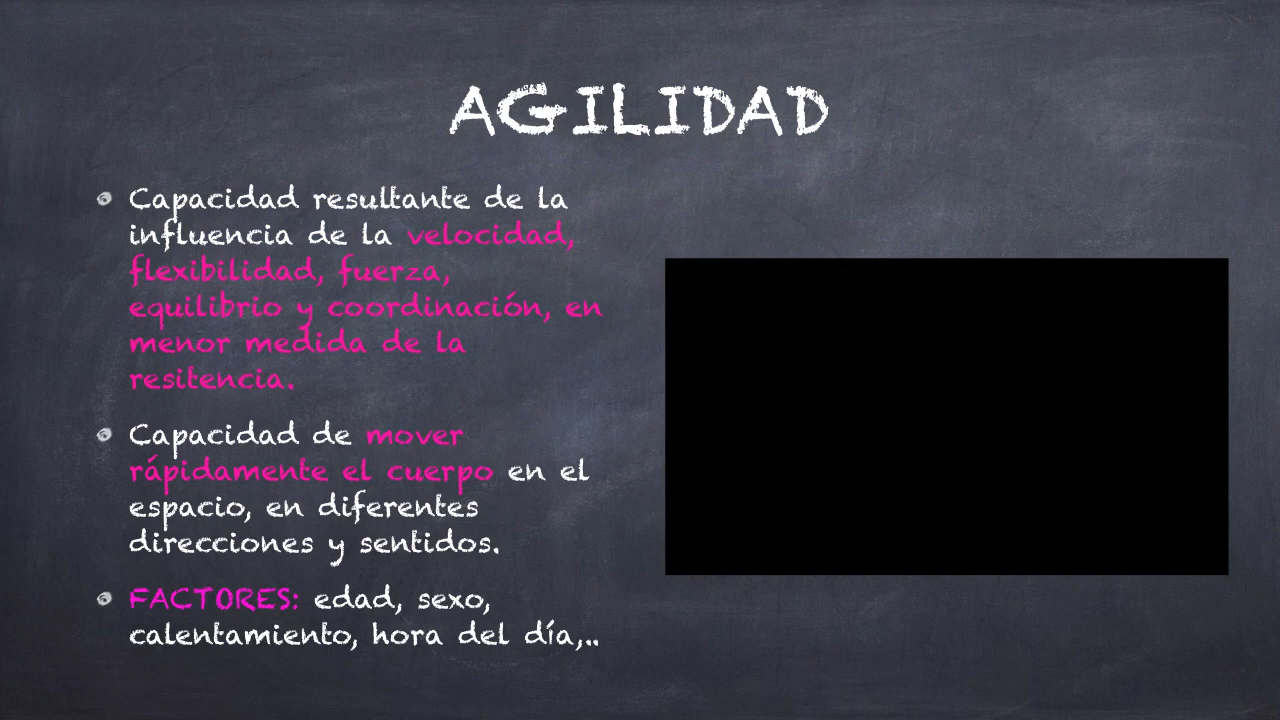 AGILIDAD
Capacidad resultante de la
influencia de la velocidad,
flexibilidad, fuerza,
equilibrio y coordinación, en
menor medida de la
resitencia.
Capacidad de mover
rápidamente el cuerpo en el
espacio, en diferentes
direcciones y sentidos.
FACTORES: edad, sexo,
calentamiento, hora del día,..